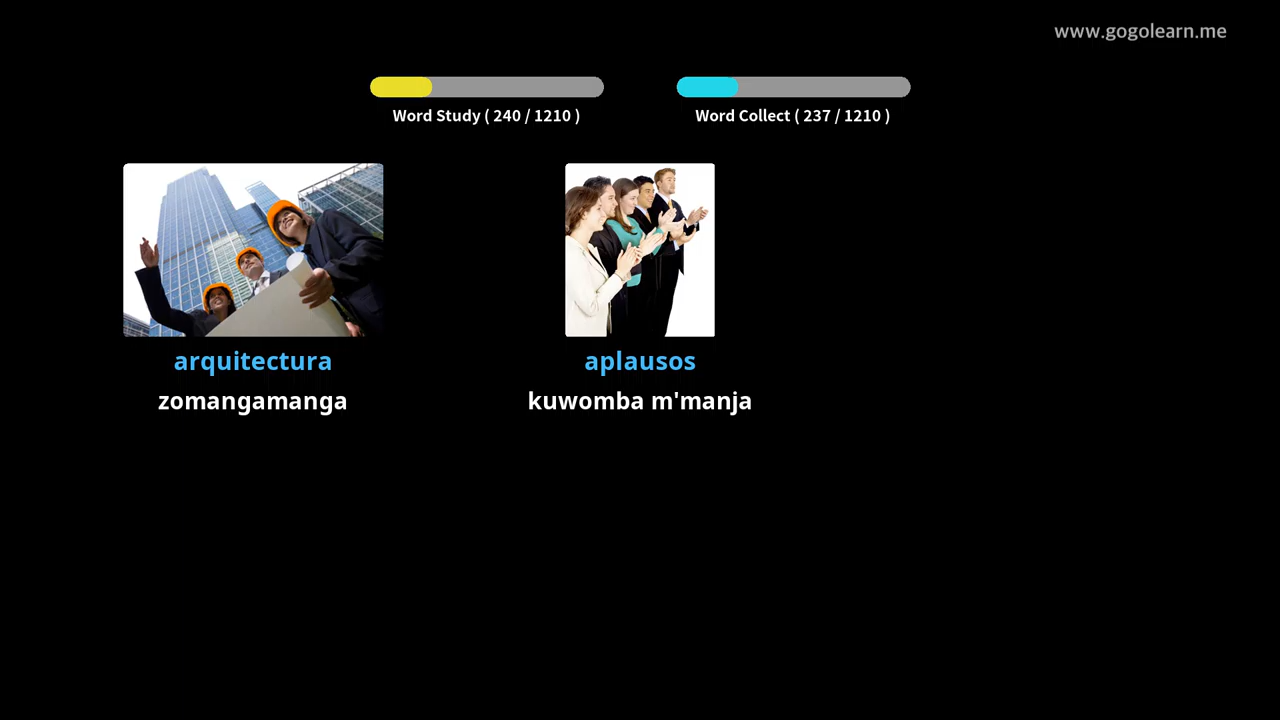 www.gogolearn.me
Word Study ( 240 / 1210 )
Word Collect ( 237 / 1210 )
arquitectura
zomangamanga
aplausos
kuwomba m'manja